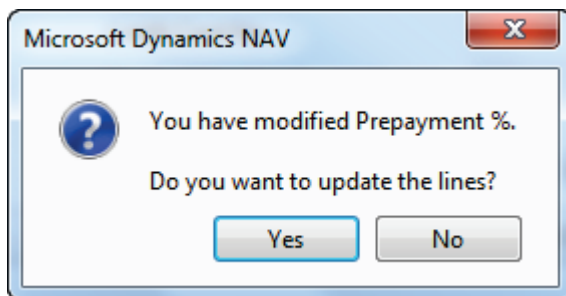 Microsoft Dynamics NAV
You have modified Prepayment %.
Do you want to update the lines?
Yes No